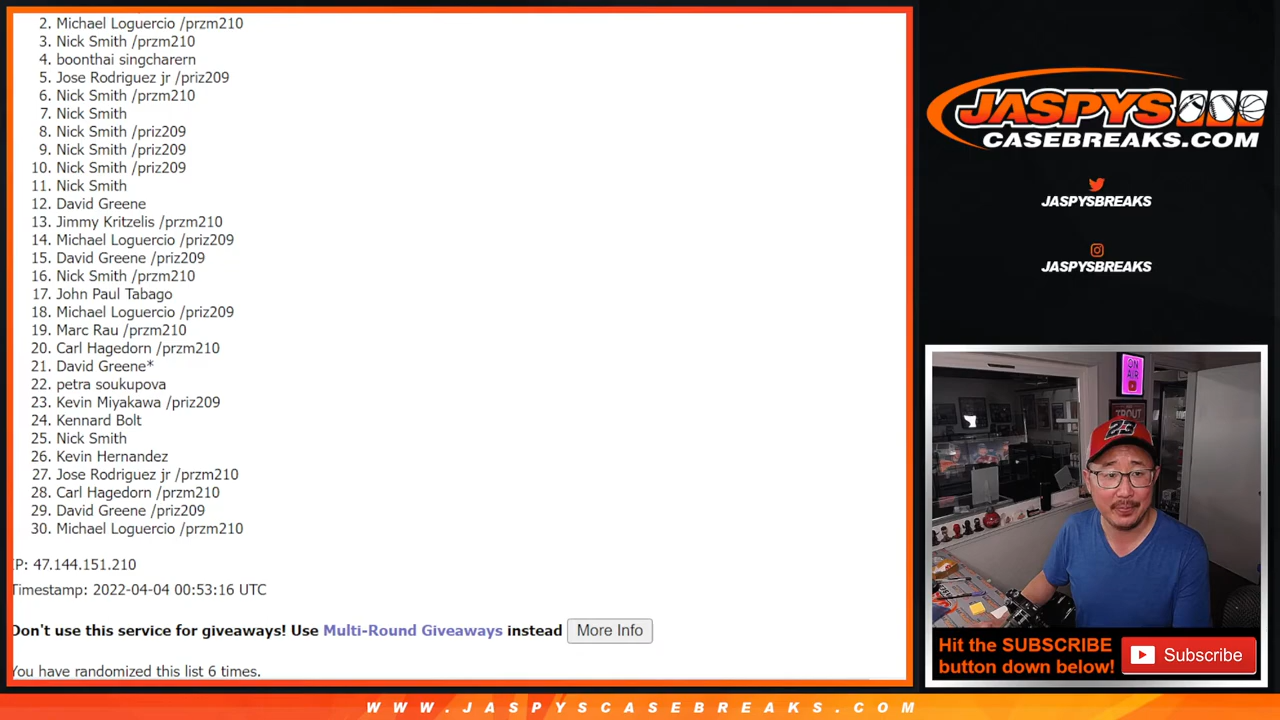 2. Michael Loguercio /przm210
3. Nick Smith /przm210
4. boonthai singcharern
5. Jose Rodriguez jr /priz209
6. Nick Smith /przm210
7. Nick Smith
8. Nick Smith /priz209
9. Nick Smith /priz209
10. Nick Smith /priz209
11. Nick Smith
12. David Greene
13. Jimmy Kritzelis /przm210
14. Michael Loguercio /priz209
15. David Greene /priz209
16. Nick Smith /przm210
17. John Paul Tabago
18. Michael Loguercio /priz209
19. Marc Rau /przm210
20. Carl Hagedorn /przm210
21. David Greene*
22. petra soukupova
23. Kevin Miyakawa /priz209
24. Kennard Bolt
25. Nick Smith
26. Kevin Hernandez
27. Jose Rodriguez jr /przm210
28. Carl Hagedorn /przm210
29. David Greene /priz209
30. Michael Loguercio /przm210
IP: 47.144.151.210
Timestamp: 2022-04-04 00:53:16 UTC
Don't use this service for giveaways! Use Multi-Round Giveaways instead More Info
You have randomized this list 6 times.
JASPYS
CASEBREAKS.COM
JASPYSBREAKS
JASPYSBREAKS
ON
AIR
TROUT
23
Hit the SUBSCRIBE
button down below!
Subscribe
WWW.JASPYSCASEBREAKS.COM